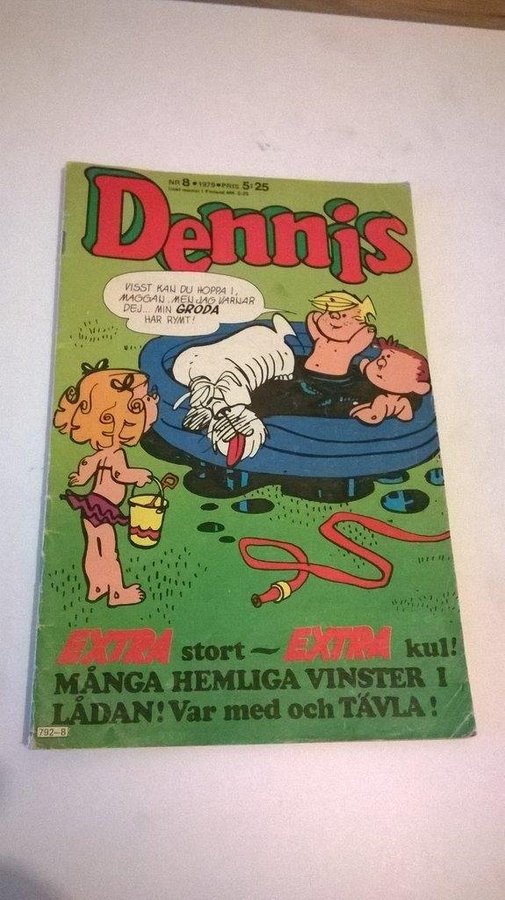 NR 8 • 1979 • PRIS 5:25
Dennis
VISST KAN DU HOPPA I,
MAGGAN. MEN JAG VARNAR
DEJ... MIN GRODA
HAR RYMT!
EXTRA stort ~ EXTRA kul!
MÅNGA HEMLIGA VINSTER I
LÅDAN! Var med och TÄVLA!
792-8